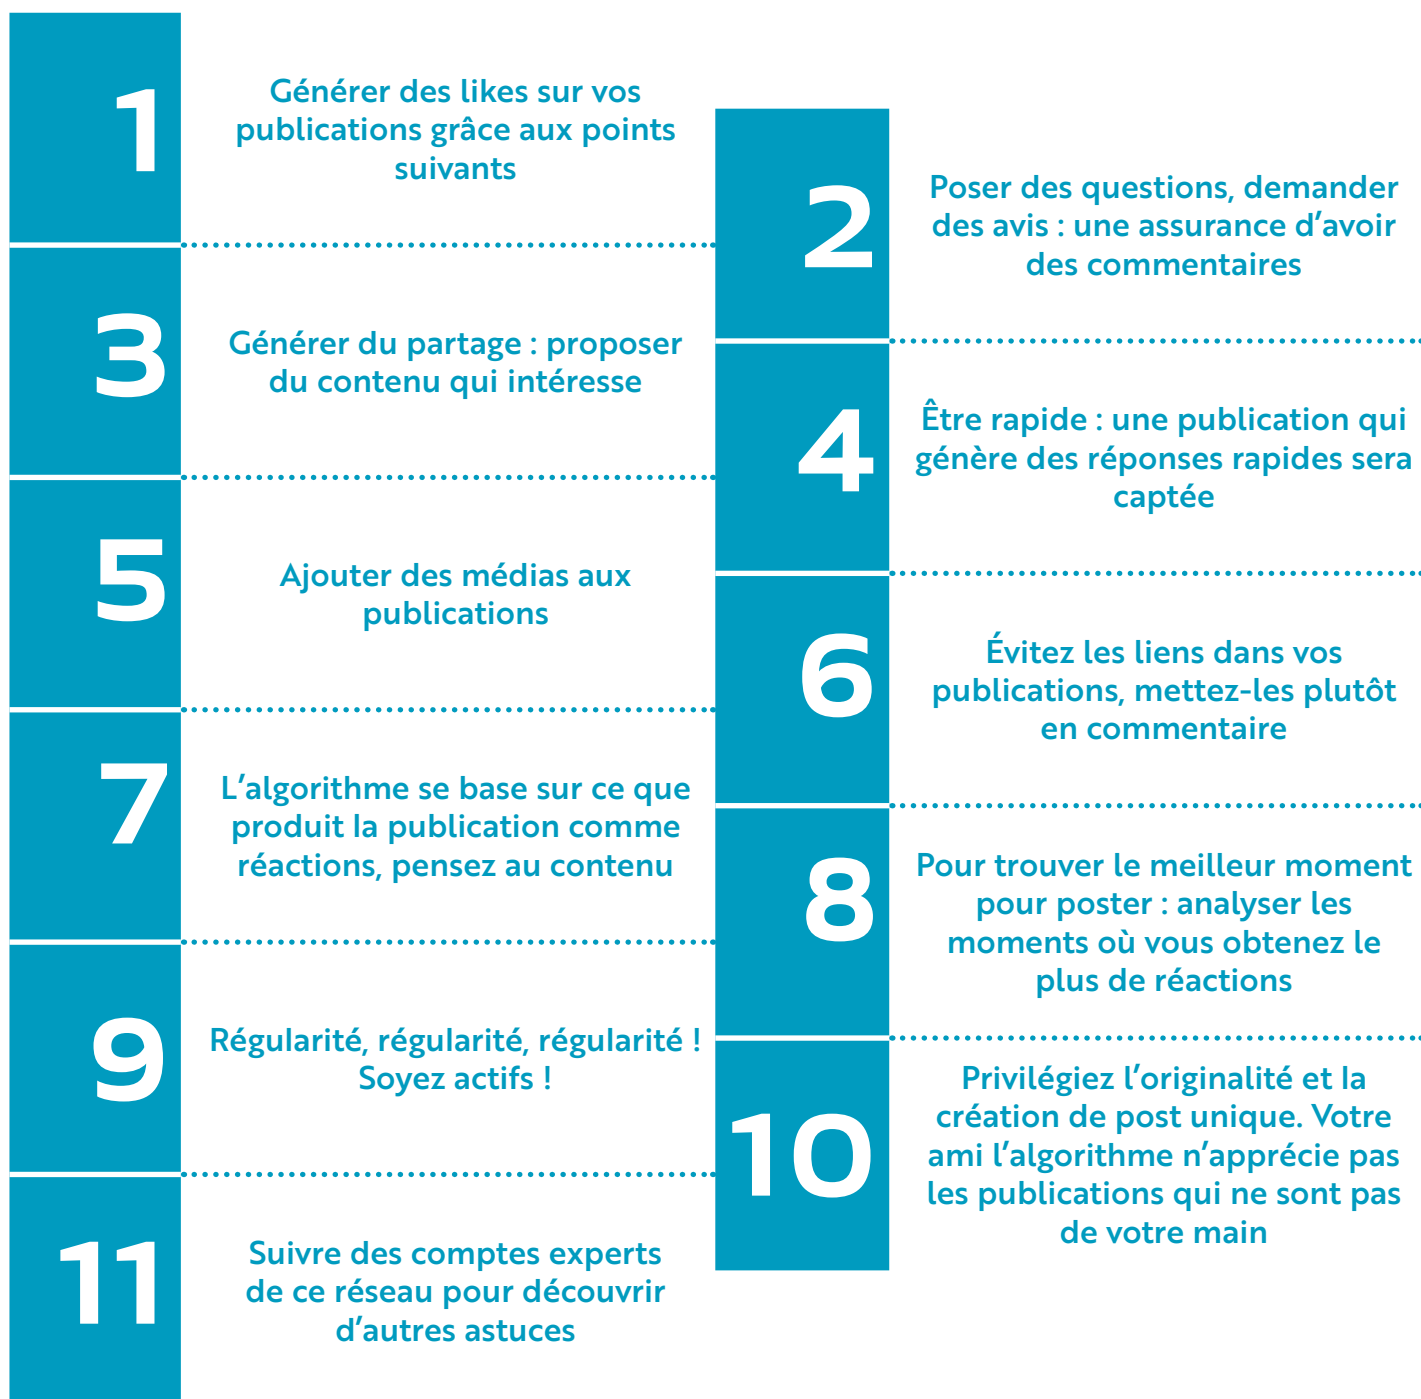 1
Générer des likes sur vos
publications grâce aux points
suivants
2
Poser des questions, demander
des avis : une assurance d’avoir
des commentaires
3
Générer du partage : proposer
du contenu qui intéresse
4
Être rapide : une publication qui
génère des réponses rapides sera
captée
5
Ajouter des médias aux
publications
6
Évitez les liens dans vos
publications, mettez-les plutôt
en commentaire
7
L’algorithme se base sur ce que
produit la publication comme
réactions, pensez au contenu
8
Pour trouver le meilleur moment
pour poster : analyser les
moments où vous obtenez le
plus de réactions
9
Régularité, régularité, régularité !
Soyez actifs !
10
Privilégiez l’originalité et la
création de post unique. Votre
ami l’algorithme n’apprécie pas
les publications qui ne sont pas
de votre main
11
Suivre des comptes experts
de ce réseau pour découvrir
d’autres astuces